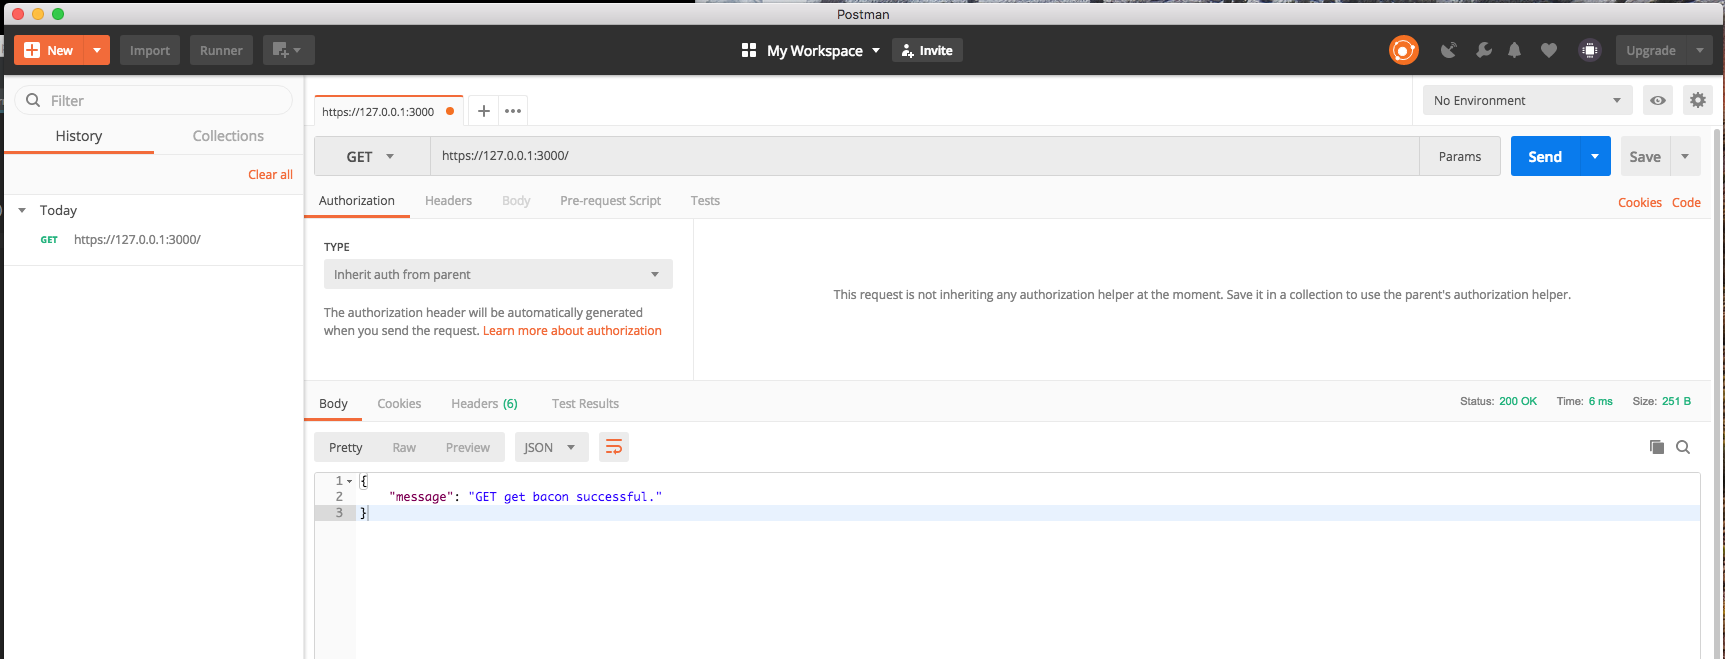 Postman
New
Import
Runner
My Workspace
Invite
Upgrade
Filter
History Collections
Clear all
Today
GET https://127.0.0.1:3000/
https://127.0.0.1:3000
No Environment
GET https://127.0.0.1:3000/ Params Send Save
Authorization Headers Body Pre-request Script Tests Cookies Code
TYPE
Inherit auth from parent
The authorization header will be automatically generated
when you send the request. Learn more about authorization
This request is not inheriting any authorization helper at the moment. Save it in a collection to use the parent's authorization helper.
Body Cookies Headers (6) Test Results Status: 200 OK Time: 6 ms Size: 251 B
Pretty Raw Preview JSON
1 {
2 "message": "GET get bacon successful."
3 }